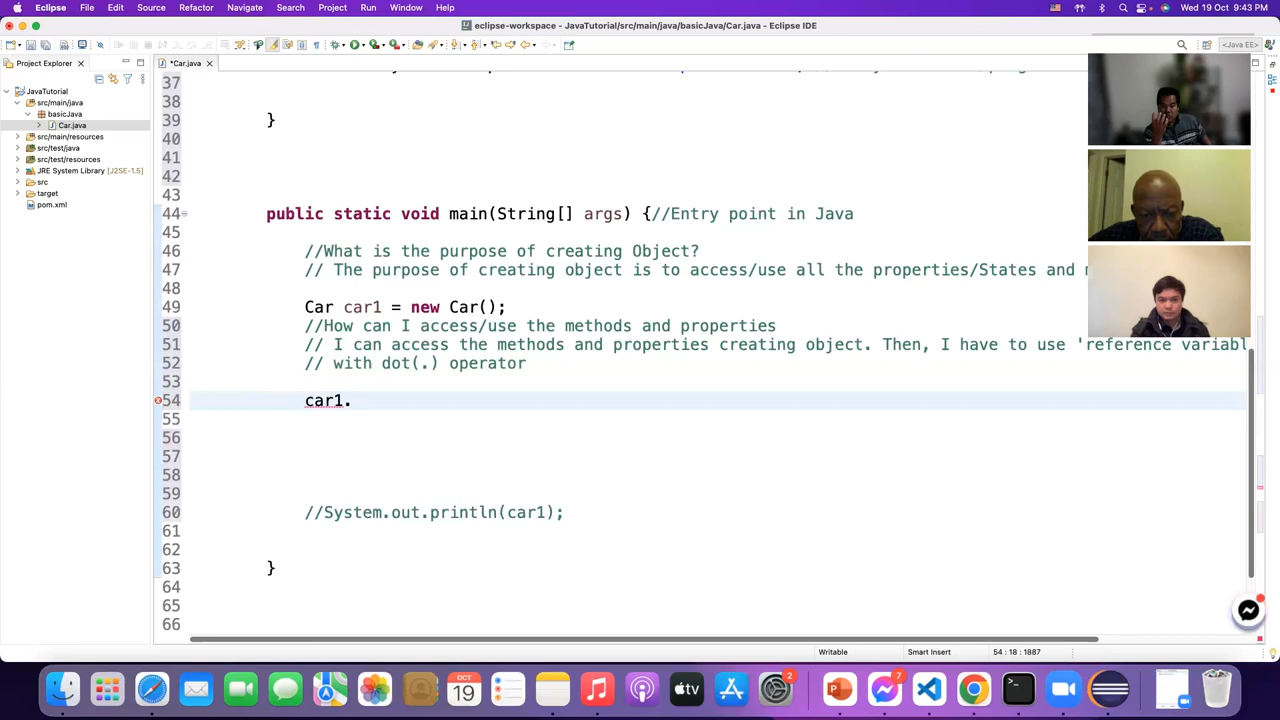 Eclipse File Edit Source Refactor Navigate Search Project Run Window Help
Wed 19 Oct 9:43 PM
eclipse-workspace - JavaTutorial/src/main/java/basicJava/Car.java - Eclipse IDE
<Java EE>
Project Explorer
*Car.java
JavaTutorial
src/main/java
basicJava
Car.java
src/main/resources
src/test/java
src/test/resources
JRE System Library [J2SE-1.5]
src
target
pom.xml
37
38
39 }
40
41
42
43
44 public static void main(String[] args) {//Entry point in Java
45
46 //What is the purpose of creating Object?
47 // The purpose of creating object is to access/use all the properties/States and
48
49 Car car1 = new Car();
50 //How can I access/use the methods and properties
51 // I can access the methods and properties creating object. Then, I have to use 'reference variabl
52 // with dot(.) operator
53
54 car1.
55
56
57
58
59
60 //System.out.println(car1);
61
62
63 }
64
65
66
Writable
Smart Insert
54 : 18 : 1887
OCT
19
2
7